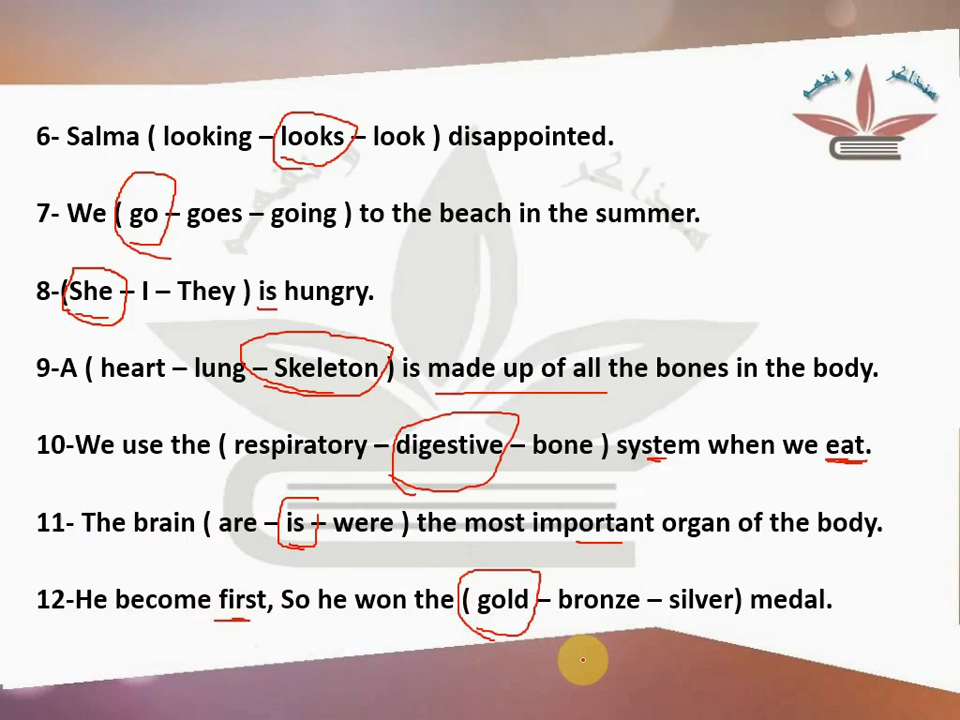 منذاكر و نفهم
6- Salma ( looking – looks – look ) disappointed.
7- We ( go – goes – going ) to the beach in the summer.
8-(She – I – They ) is hungry.
9-A ( heart – lung – Skeleton ) is made up of all the bones in the body.
10-We use the ( respiratory – digestive – bone ) system when we eat.
11- The brain ( are – is – were ) the most important organ of the body.
12-He become first, So he won the ( gold – bronze – silver) medal.